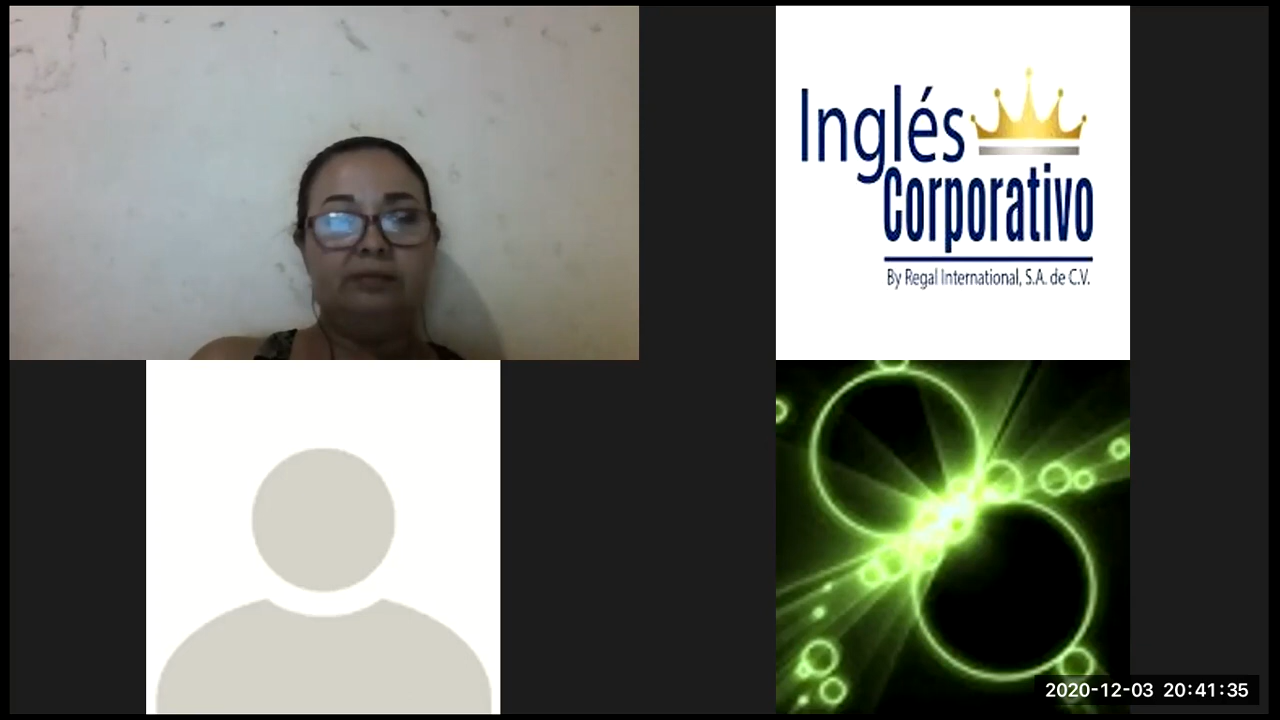 Inglés
Corporativo
By Regal International, S.A. de C.V.
2020-12-03 20:41:35